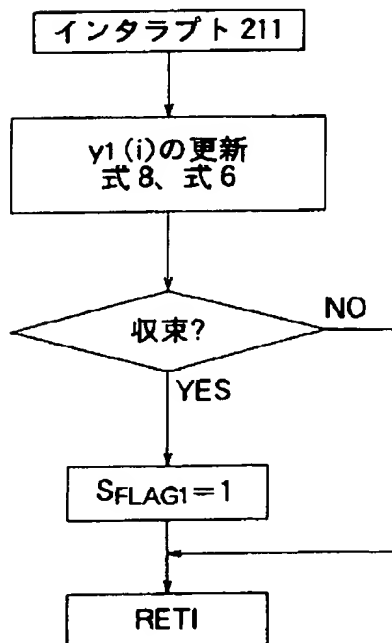 インタラプト 211
y1(i)の更新
式8、式6
収束?
NO
YES
SFLAG1=1
RETI